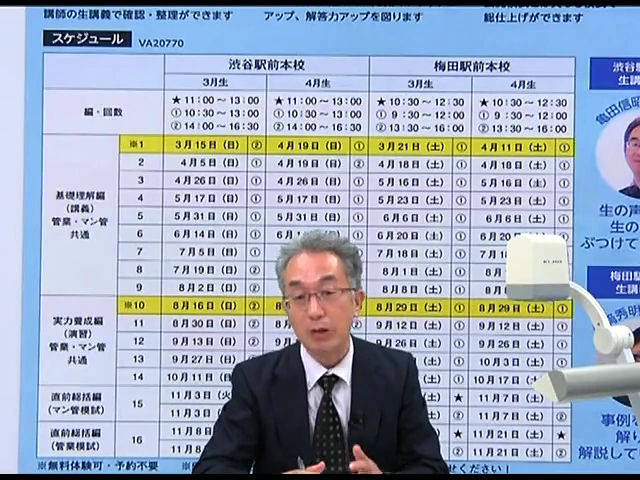 講師の生講義で確認・整理ができます
アップ、解答力アップを図ります
総仕上げができます
スケジュール VA20770
渋谷駅前本校 梅田駅前本校
3月生 4月生 3月生 4月生
編・回数
★11:00～13:00 ★11:00～13:00 ★10:30～12:30 ★10:30～12:30
①10:30～13:00 ①10:30～13:00 ①9:30～12:00 ①9:30～12:00
②14:00～16:30 ②14:00～16:30 ②13:30～16:00 ②13:30～16:00
基礎理解編
(講義)
管業・マン管
共通
※1 3月15日(日) ② 4月19日(日) ① 3月21日(土) ① 4月11日(土) ①
2 4月5日(日) ① 4月19日(日) ② 4月18日(土) ① 4月18日(土) ①
3 4月26日(日) ① 4月26日(日) ① 5月16日(土) ① 5月16日(土) ①
4 5月17日(日) ① 5月17日(日) ① 5月23日(土) ① 5月23日(土) ①
5 5月31日(日) ① 5月31日(日) ① 6月6日(土) ① 6月6日(土) ①
6 6月14日(日) ① 6月 6月20日(土) ① 6月20
7 7月5日(日) ① 7月18 7月18
8 7月19日(日) ② 8月1日(土) ① 8月
9 8月2日(日) ② 8月8日(土) ① 8月
実力養成編
(演習)
管業・マン管
共通
※10 8月16日(日) ② 8月29日(土) ① 8月29日(土) ①
11 8月30日(日) ② 9月12日(土) ① 9月12日(土) ①
12 9月13日(日) ② 9月26日(土) ① 9月26日(土) ①
13 9月27日(日) (土) ① 10月3日(土) ①
14 10月11日(日) (土) ① 10月17日(土)
直前総括編
(マン管模試)
15 11月3日(火 (土) ① 11月7日(土)
11月3日( ② 11月7日(土) ②
直前総括編
(管業模試)
16 11月8 ★ 11月21日(土) ★
11月8 ② 11月21日(土) ②
※無料体験可・予約不要
ください!
渋谷駅
生講
亀田信昭
生の声
生の
ぶつけて
梅田駅
生講
事例を
解り
解説して